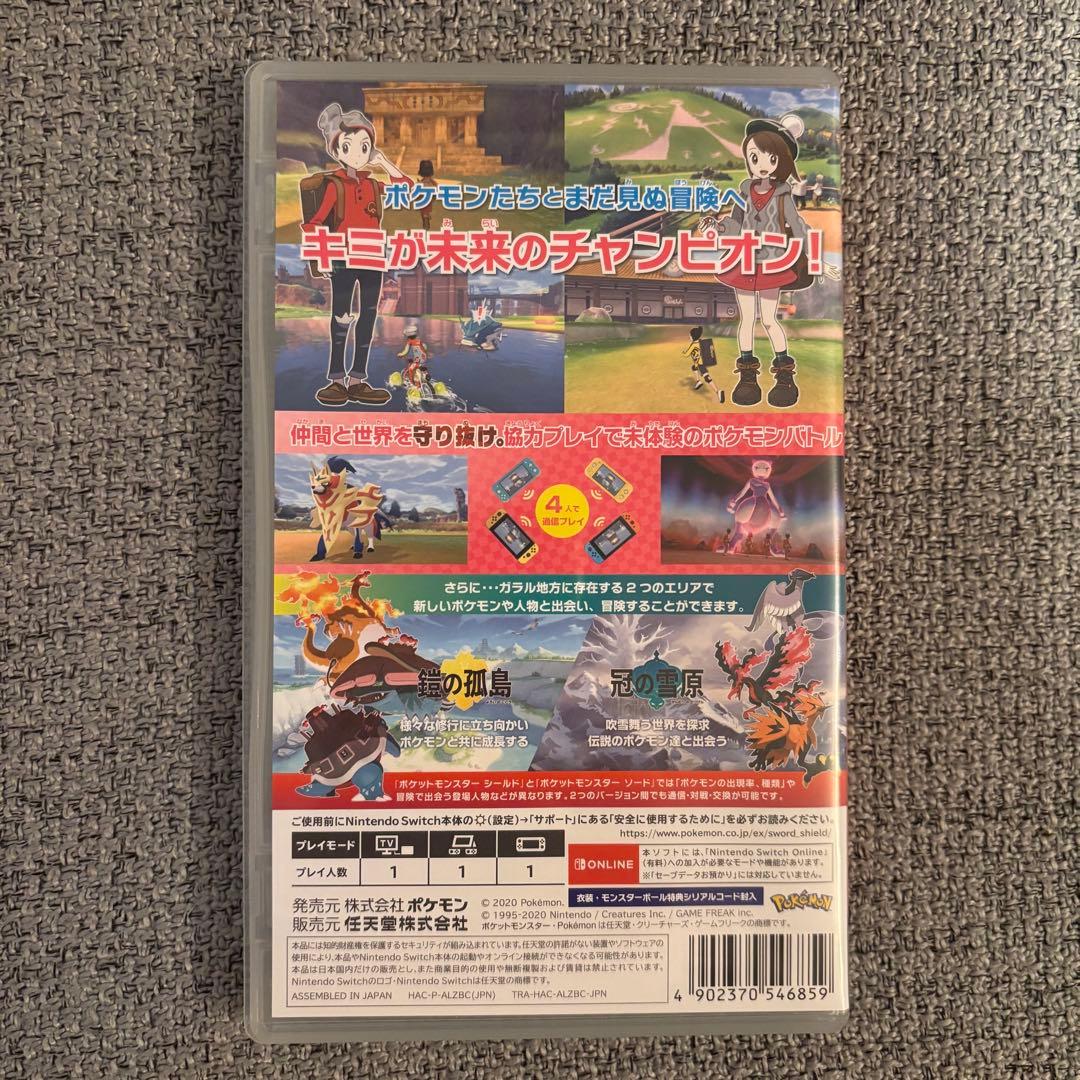 ポケモンたちとまだ見ぬ冒険へ
キミが未来のチャンピオン!
仲間と世界を守り抜け。協力プレイで未体験のポケモンバトル
4人で
通信プレイ
さらに・・・ガラル地方に存在する2つのエリアで
新しいポケモンや人物と出会い、冒険することができます。
鎧の孤島
冠の雪原
様々な修行に立ち向かい
ポケモンと共に成長する
吹雪舞う世界を探求
伝説のポケモン達と出会う
「ポケットモンスター シールド」と「ポケットモンスター ソード」では「ポケモンの出現率、種類」や
冒険で出会う登場人物などが異なります。2つのバージョン間でも通信・対戦・交換が可能です。
ご使用前にNintendo Switch本体の(設定)→「サポート」にある「安全に使用するために」を必ずお読みください。
https://www.pokemon.co.jp/ex/sword_shield/
プレイモード TV
プレイ人数 1 1 1
ONLINE
本ソフトには、「Nintendo Switch Online」
(有料)への加入が必要なモードや機能があります。
※「セーブデータお預かり」には対応していません。
衣装・モンスターボール特典シリアルコード封入
POKÉMON
発売元 株式会社ポケモン
販売元 任天堂株式会社
© 2020 Pokémon.
© 1995-2020 Nintendo / Creatures Inc. / GAME FREAK inc.
ポケットモンスター・Pokémon は任天堂・クリーチャーズ・ゲームフリークの商標です。
本品には知的財産権を保護するセキュリティが組み込まれています。任天堂の許諾がない装置やソフトウェアの
使用により、本品やNintendo Switch本体の起動やオンライン接続ができなくなる可能性があります。
本品は日本国内だけの販売とし、また商業目的の使用や無断複製および賃貸は禁止されています。
Nintendo Switchのロゴ・Nintendo Switchは任天堂の商標です。
ASSEMBLED IN JAPAN HAC-P-ALZBC(JPN) TRA-HAC-ALZBC-JPN
4 902370 546859